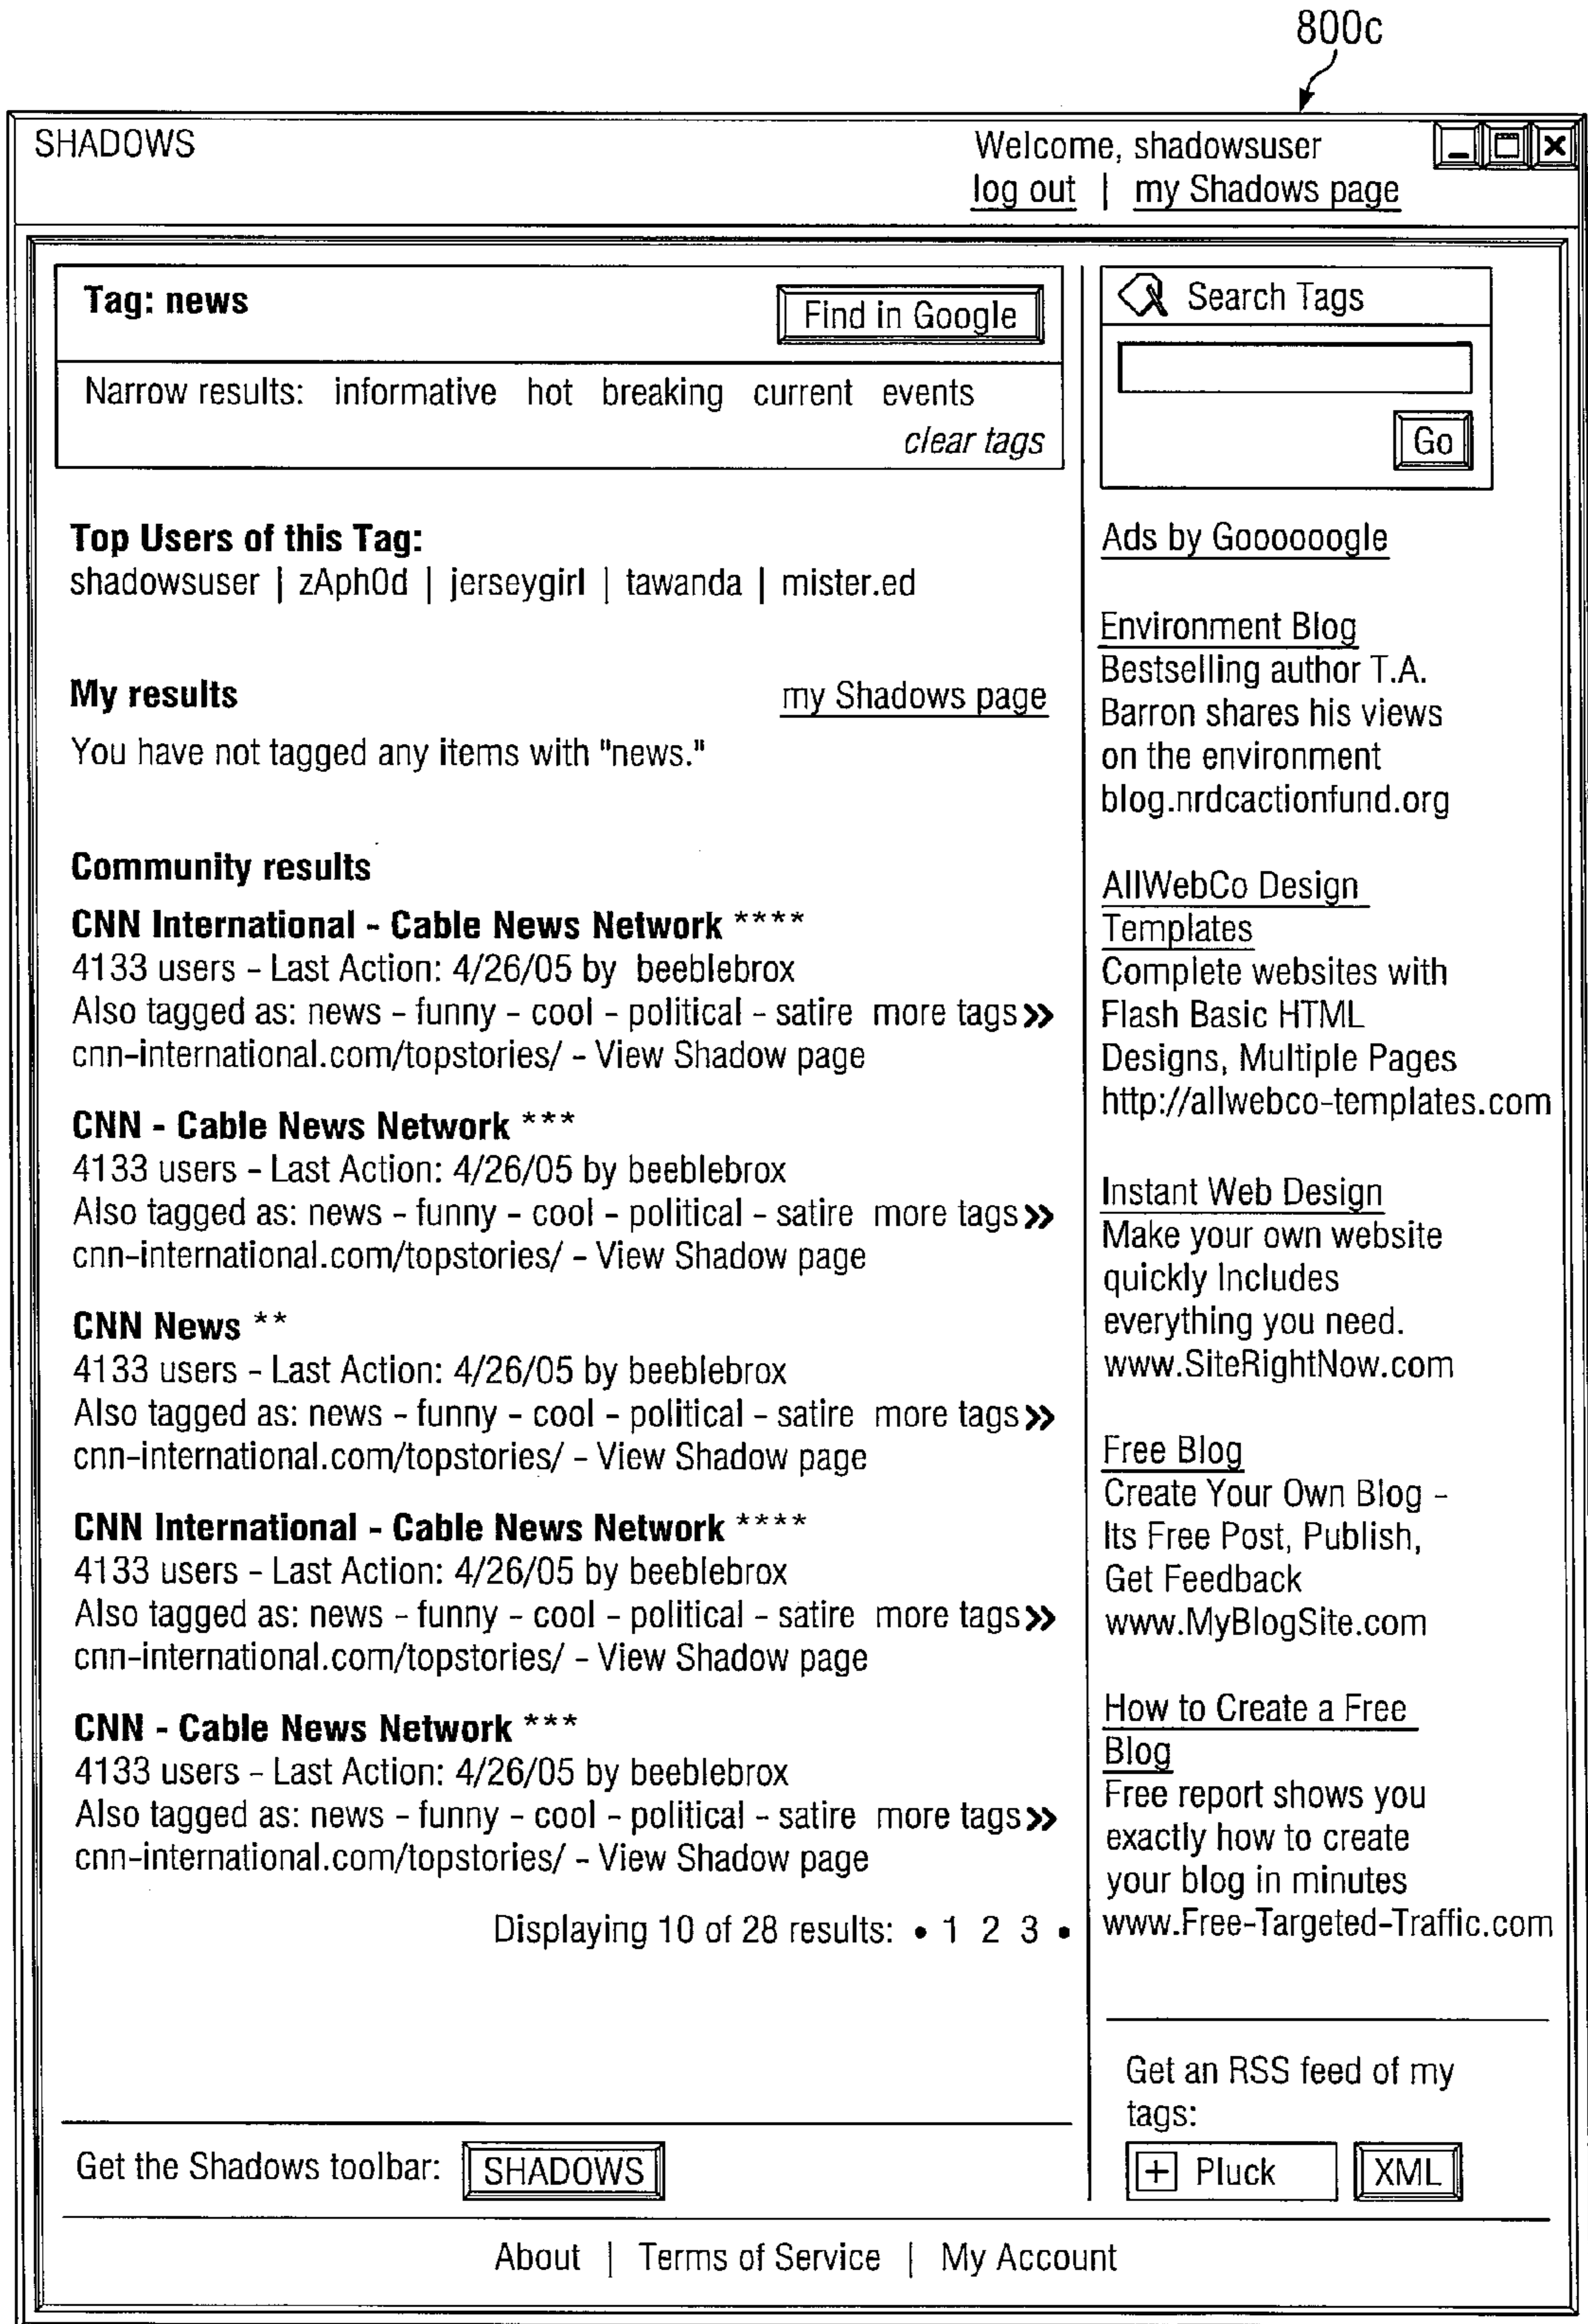 800c
SHADOWS
Welcome, shadowsuser
log out | my Shadows page
Tag: news
Find in Google
Narrow results: informative hot breaking current events
clear tags
Top Users of this Tag:
shadowsuser | zAph0d | jerseygirl | tawanda | mister.ed
My results my Shadows page
You have not tagged any items with "news."
Community results
CNN International - Cable News Network ****
4133 users - Last Action: 4/26/05 by beeblebrox
Also tagged as: news - funny - cool - political - satire more tags»
cnn-international.com/topstories/ - View Shadow page
CNN - Cable News Network ***
4133 users - Last Action: 4/26/05 by beeblebrox
Also tagged as: news - funny - cool - political - satire more tags»
cnn-international.com/topstories/ - View Shadow page
CNN News **
4133 users - Last Action: 4/26/05 by beeblebrox
Also tagged as: news - funny - cool - political - satire more tags»
cnn-international.com/topstories/ - View Shadow page
CNN International - Cable News Network ****
4133 users - Last Action: 4/26/05 by beeblebrox
Also tagged as: news - funny - cool - political - satire more tags»
cnn-international.com/topstories/ - View Shadow page
CNN - Cable News Network ***
4133 users - Last Action: 4/26/05 by beeblebrox
Also tagged as: news - funny - cool - political - satire more tags»
cnn-international.com/topstories/ - View Shadow page
Displaying 10 of 28 results: • 1 2 3 •
Get the Shadows toolbar: SHADOWS
Search Tags
Go
Ads by Goooooogle
Environment Blog
Bestselling author T.A.
Barron shares his views
on the environment
blog.nrdcactionfund.org
AllWebCo Design
Templates
Complete websites with
Flash Basic HTML
Designs, Multiple Pages
http://allwebco-templates.com
Instant Web Design
Make your own website
quickly Includes
everything you need.
www.SiteRightNow.com
Free Blog
Create Your Own Blog -
Its Free Post, Publish,
Get Feedback
www.MyBlogSite.com
How to Create a Free
Blog
Free report shows you
exactly how to create
your blog in minutes
www.Free-Targeted-Traffic.com
Get an RSS feed of my
tags:
+ Pluck XML
About | Terms of Service | My Account